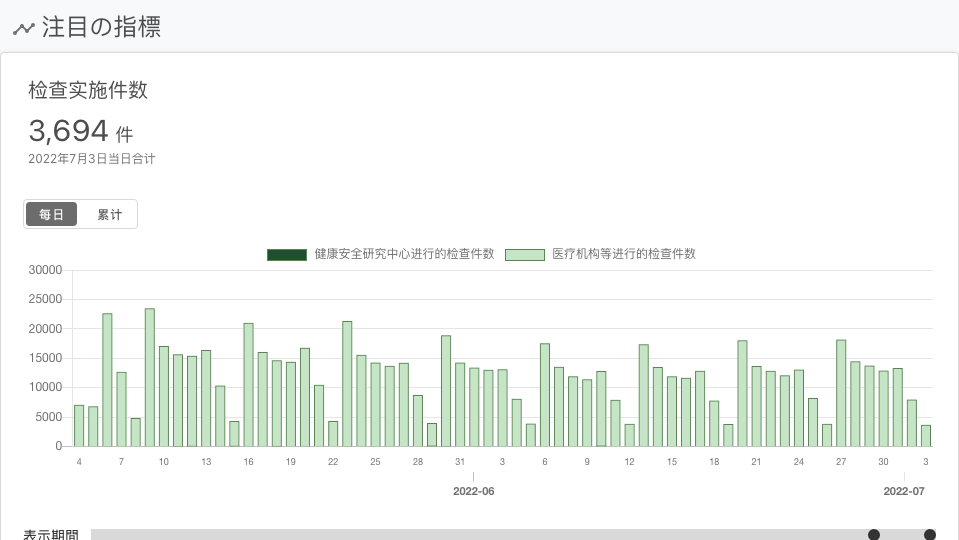 注目の指標
检查实施件数
3,694 件
2022年7月3日当日合计
每日 累计
健康安全研究中心进行的检查件数 医疗机构等进行的检查件数
30000
25000
20000
15000
10000
5000
0
4 7 10 13 16 19 22 25 28 31 3 6 9 12 15 18 21 24 27 30 3
2022-06 2022-07
表示期間